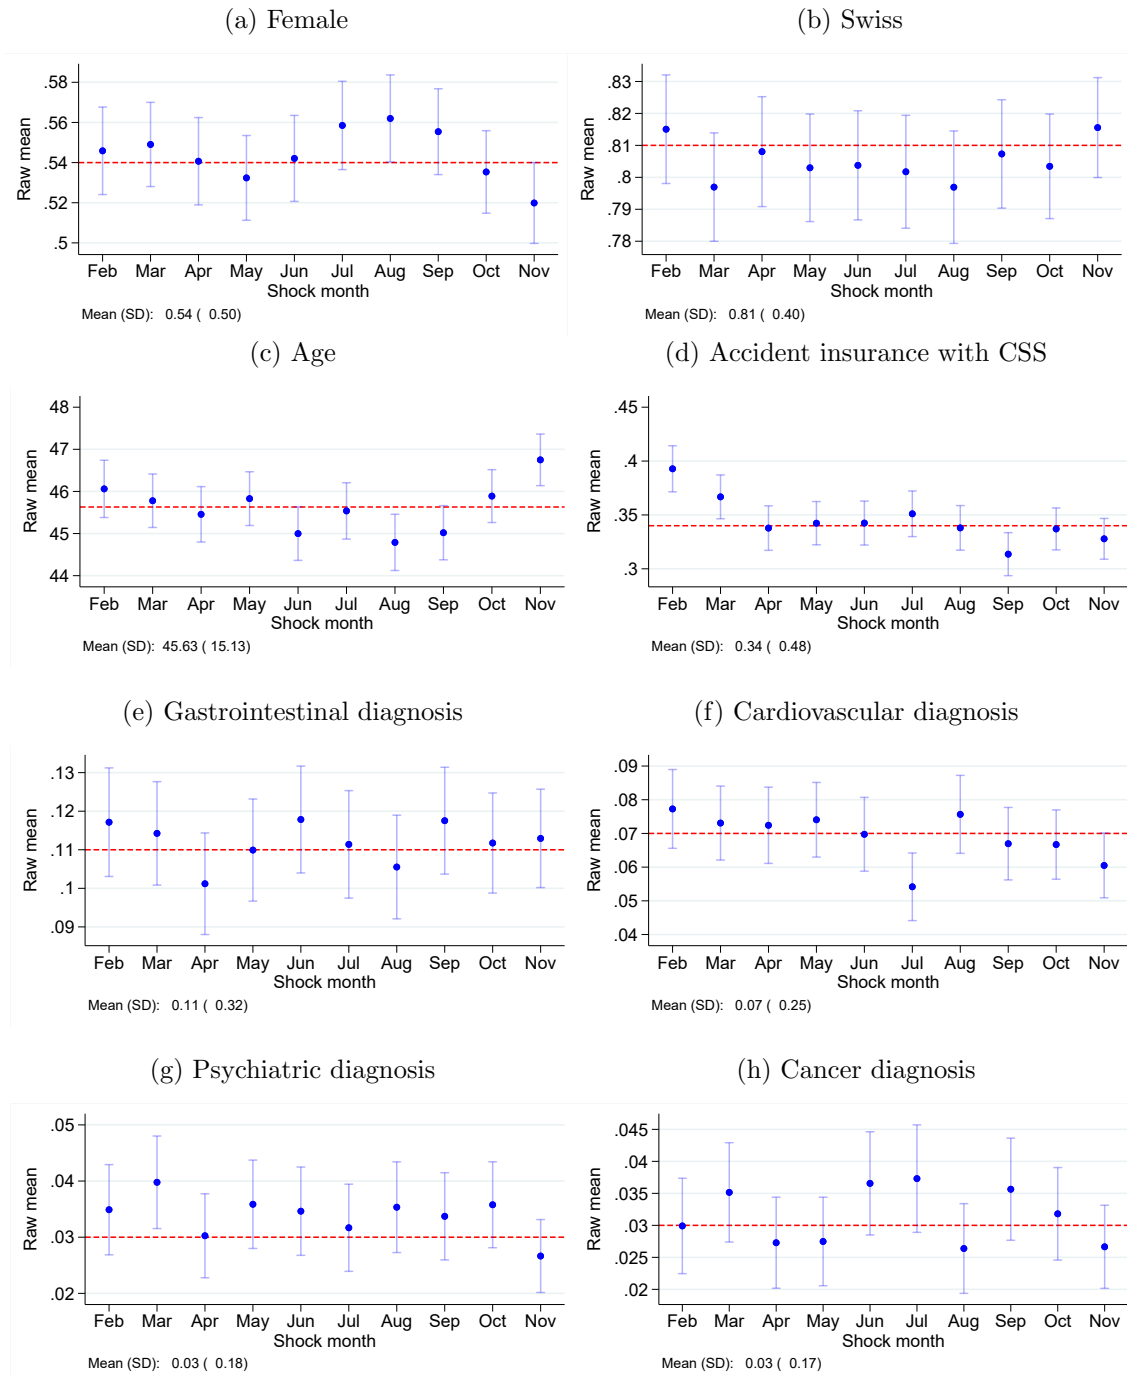 (a) Female
(b) Swiss
.58
.56
.54
.52
.5
Raw mean
Feb Mar Apr May Jun Jul Aug Sep Oct Nov
Shock month
Mean (SD): 0.54 ( 0.50)
.83
.82
.81
.8
.79
.78
Raw mean
Feb Mar Apr May Jun Jul Aug Sep Oct Nov
Shock month
Mean (SD): 0.81 ( 0.40)
(c) Age
(d) Accident insurance with CSS
48
47
46
45
44
Raw mean
Feb Mar Apr May Jun Jul Aug Sep Oct Nov
Shock month
Mean (SD): 45.63 ( 15.13)
.45
.4
.35
.3
Raw mean
Feb Mar Apr May Jun Jul Aug Sep Oct Nov
Shock month
Mean (SD): 0.34 ( 0.48)
(e) Gastrointestinal diagnosis
(f) Cardiovascular diagnosis
.13
.12
.11
.1
.09
Raw mean
Feb Mar Apr May Jun Jul Aug Sep Oct Nov
Shock month
Mean (SD): 0.11 ( 0.32)
.09
.08
.07
.06
.05
.04
Raw mean
Feb Mar Apr May Jun Jul Aug Sep Oct Nov
Shock month
Mean (SD): 0.07 ( 0.25)
(g) Psychiatric diagnosis
(h) Cancer diagnosis
.05
.04
.03
.02
Raw mean
Feb Mar Apr May Jun Jul Aug Sep Oct Nov
Shock month
Mean (SD): 0.03 ( 0.18)
.045
.04
.035
.03
.025
.02
Raw mean
Feb Mar Apr May Jun Jul Aug Sep Oct Nov
Shock month
Mean (SD): 0.03 ( 0.17)